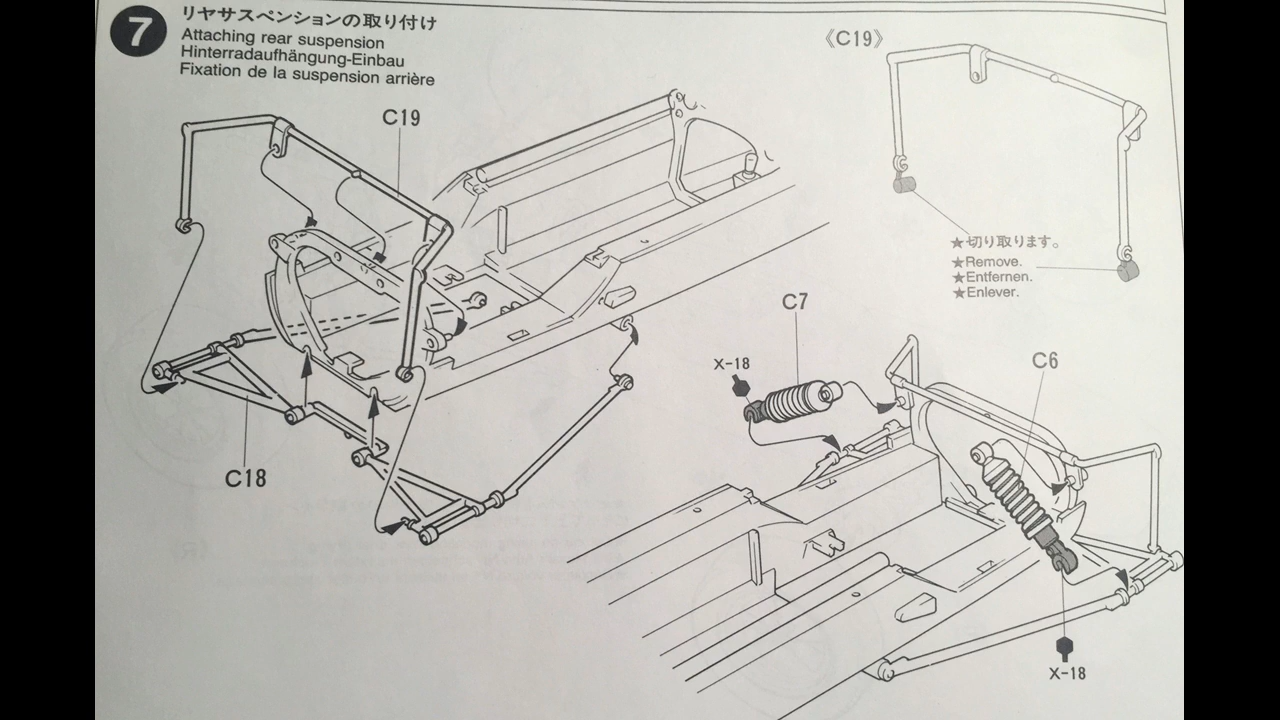 7
リヤサスペンションの取り付け
Attaching rear suspension
Hinterradaufhängung-Einbau
Fixation de la suspension arrière
C19
C18
《C19》
★切り取ります。
★Remove.
★Entfernen.
★Enlever.
C7
X-18
C6
X-18